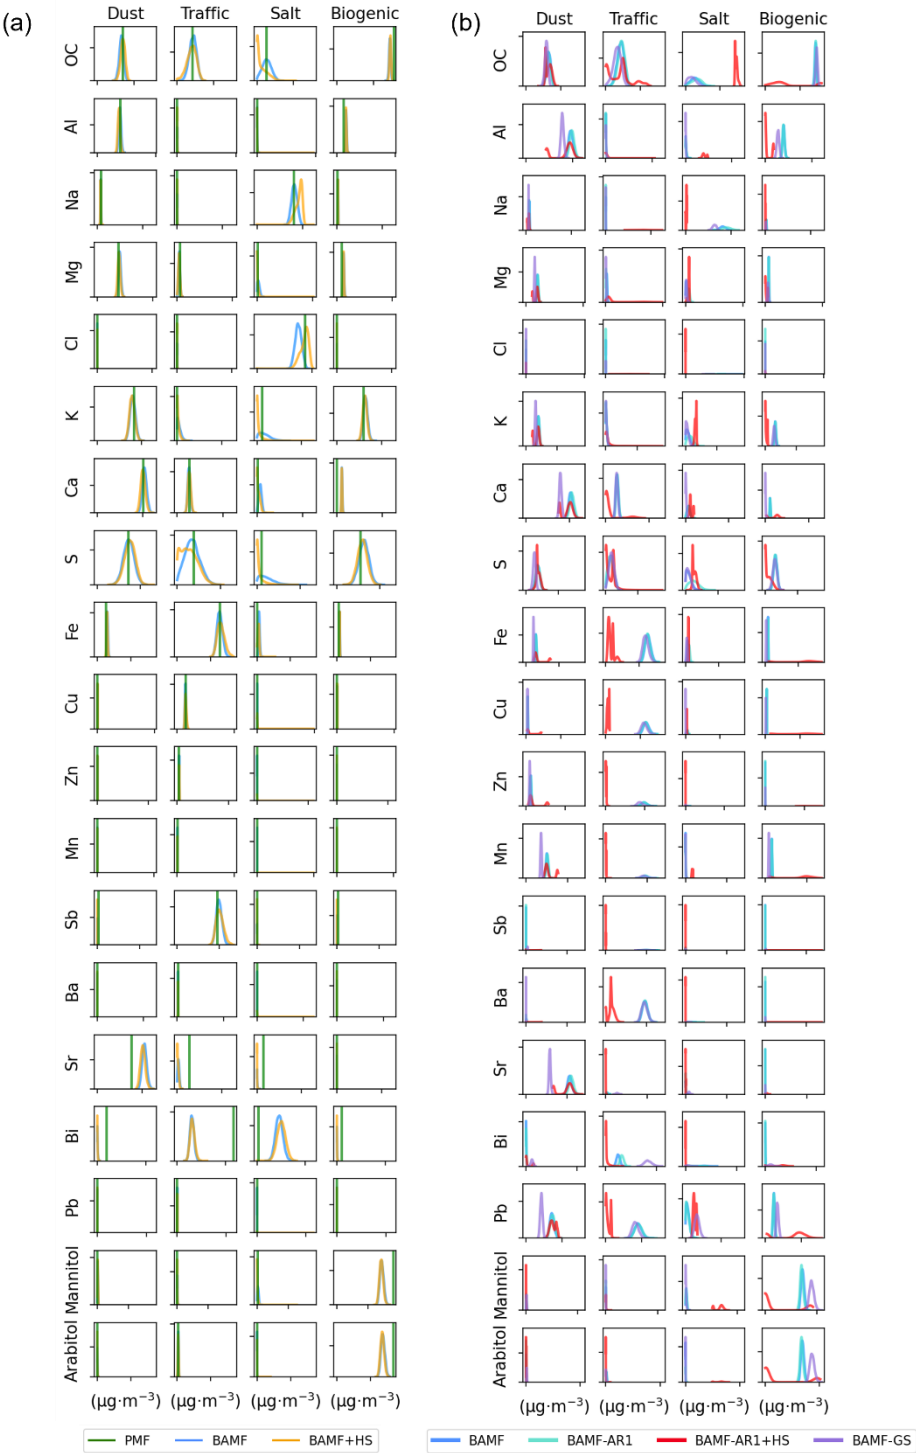 (a)
Dust Traffic Salt Biogenic
OC
Al
Na
Mg
Cl
K
Ca
S
Fe
Cu
Zn
Mn
Sb
Ba
Sr
Bi
Pb
Mannitol
Arabitol
(μg·m⁻³) (μg·m⁻³) (μg·m⁻³) (μg·m⁻³)
PMF BAMF BAMF+HS
(b)
Dust Traffic Salt Biogenic
OC
Al
Na
Mg
Cl
K
Ca
S
Fe
Cu
Zn
Mn
Sb
Ba
Sr
Bi
Pb
Mannitol
Arabitol
(μg·m⁻³) (μg·m⁻³) (μg·m⁻³) (μg·m⁻³)
BAMF BAMF-AR1 BAMF-AR1+HS BAMF-GS